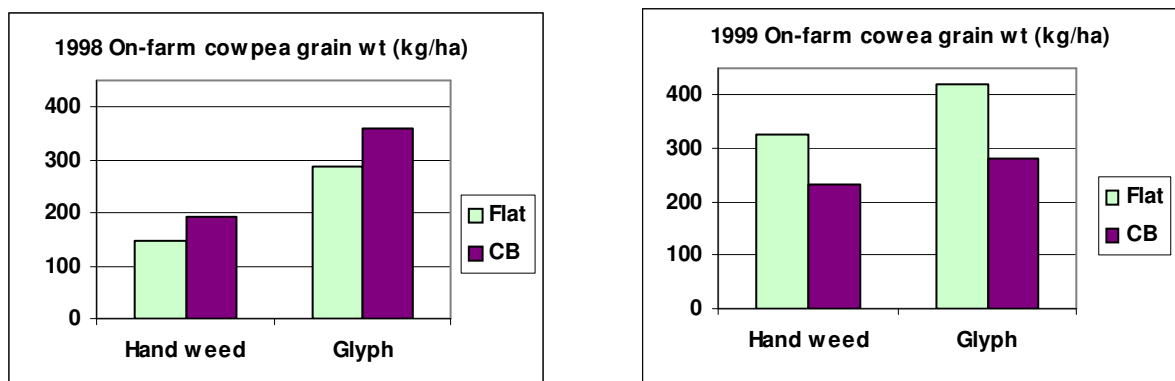 1998 On-farm cowpea grain wt (kg/ha)
400
300
200
100
0
Hand weed Glyph
Flat
CB
1999 On-farm cowea grain wt (kg/ha)
400
300
200
100
0
Hand weed Glyph
Flat
CB